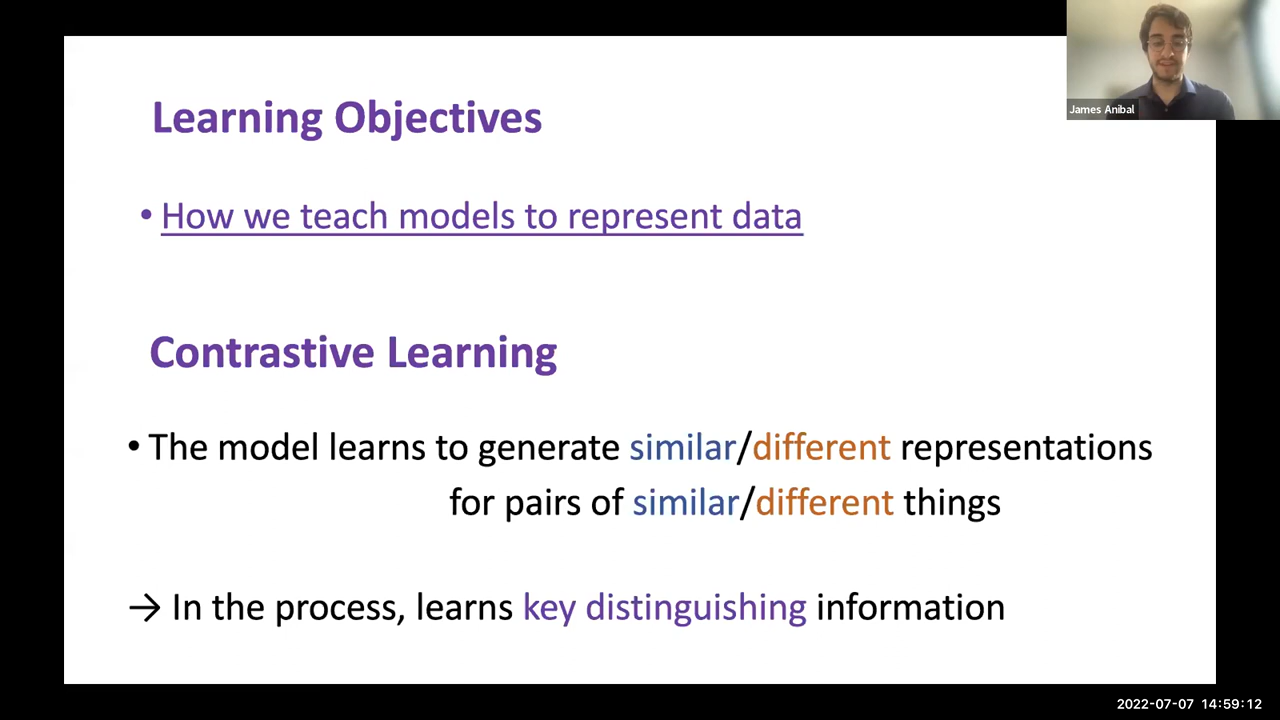 Learning Objectives
• How we teach models to represent data
Contrastive Learning
• The model learns to generate similar/different representations
for pairs of similar/different things
→ In the process, learns key distinguishing information
James Anibal
2022-07-07 14:59:12